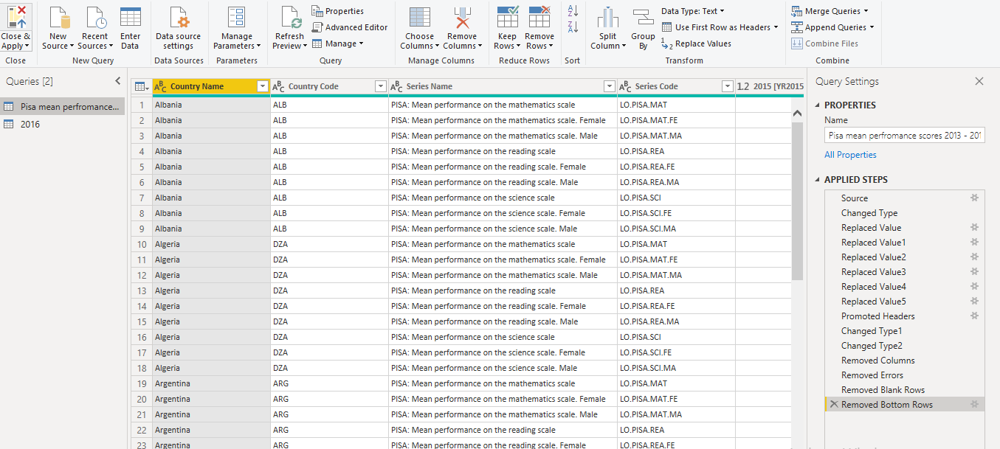 Close & Apply
New Source
Recent Sources
Enter Data
Data source settings
Manage Parameters
Refresh Preview
Properties
Advanced Editor
Manage
Choose Columns
Remove Columns
Keep Rows
Remove Rows
Split Column
Group By
Data Type: Text
Use First Row as Headers
Replace Values
Merge Queries
Append Queries
Combine Files
Close
New Query
Data Sources
Parameters
Query
Manage Columns
Reduce Rows
Sort
Transform
Combine
Queries [2]
Pisa mean perfromance...
2016
Country Name Country Code Series Name Series Code 1.2 2015 [YR2015
1 Albania ALB PISA: Mean performance on the mathematics scale LO.PISA.MAT
2 Albania ALB PISA: Mean performance on the mathematics scale. Female LO.PISA.MAT.FE
3 Albania ALB PISA: Mean performance on the mathematics scale. Male LO.PISA.MAT.MA
4 Albania ALB PISA: Mean performance on the reading scale LO.PISA.REA
5 Albania ALB PISA: Mean performance on the reading scale. Female LO.PISA.REA.FE
6 Albania ALB PISA: Mean performance on the reading scale. Male LO.PISA.REA.MA
7 Albania ALB PISA: Mean performance on the science scale LO.PISA.SCI
8 Albania ALB PISA: Mean performance on the science scale. Female LO.PISA.SCI.FE
9 Albania ALB PISA: Mean performance on the science scale. Male LO.PISA.SCI.MA
10 Algeria DZA PISA: Mean performance on the mathematics scale LO.PISA.MAT
11 Algeria DZA PISA: Mean performance on the mathematics scale. Female LO.PISA.MAT.FE
12 Algeria DZA PISA: Mean performance on the mathematics scale. Male LO.PISA.MAT.MA
13 Algeria DZA PISA: Mean performance on the reading scale LO.PISA.REA
14 Algeria DZA PISA: Mean performance on the reading scale. Female LO.PISA.REA.FE
15 Algeria DZA PISA: Mean performance on the reading scale. Male LO.PISA.REA.MA
16 Algeria DZA PISA: Mean performance on the science scale LO.PISA.SCI
17 Algeria DZA PISA: Mean performance on the science scale. Female LO.PISA.SCI.FE
18 Algeria DZA PISA: Mean performance on the science scale. Male LO.PISA.SCI.MA
19 Argentina ARG PISA: Mean performance on the mathematics scale LO.PISA.MAT
20 Argentina ARG PISA: Mean performance on the mathematics scale. Female LO.PISA.MAT.FE
21 Argentina ARG PISA: Mean performance on the mathematics scale. Male LO.PISA.MAT.MA
22 Argentina ARG PISA: Mean performance on the reading scale LO.PISA.REA
23 Argentina ARG PISA: Mean performance on the reading scale. Female LO.PISA.REA.FE
Query Settings
PROPERTIES
Name
Pisa mean perfromance scores 2013 - 201
All Properties
APPLIED STEPS
Source
Changed Type
Replaced Value
Replaced Value1
Replaced Value2
Replaced Value3
Replaced Value4
Replaced Value5
Promoted Headers
Changed Type1
Changed Type2
Removed Columns
Removed Errors
Removed Blank Rows
Removed Bottom Rows